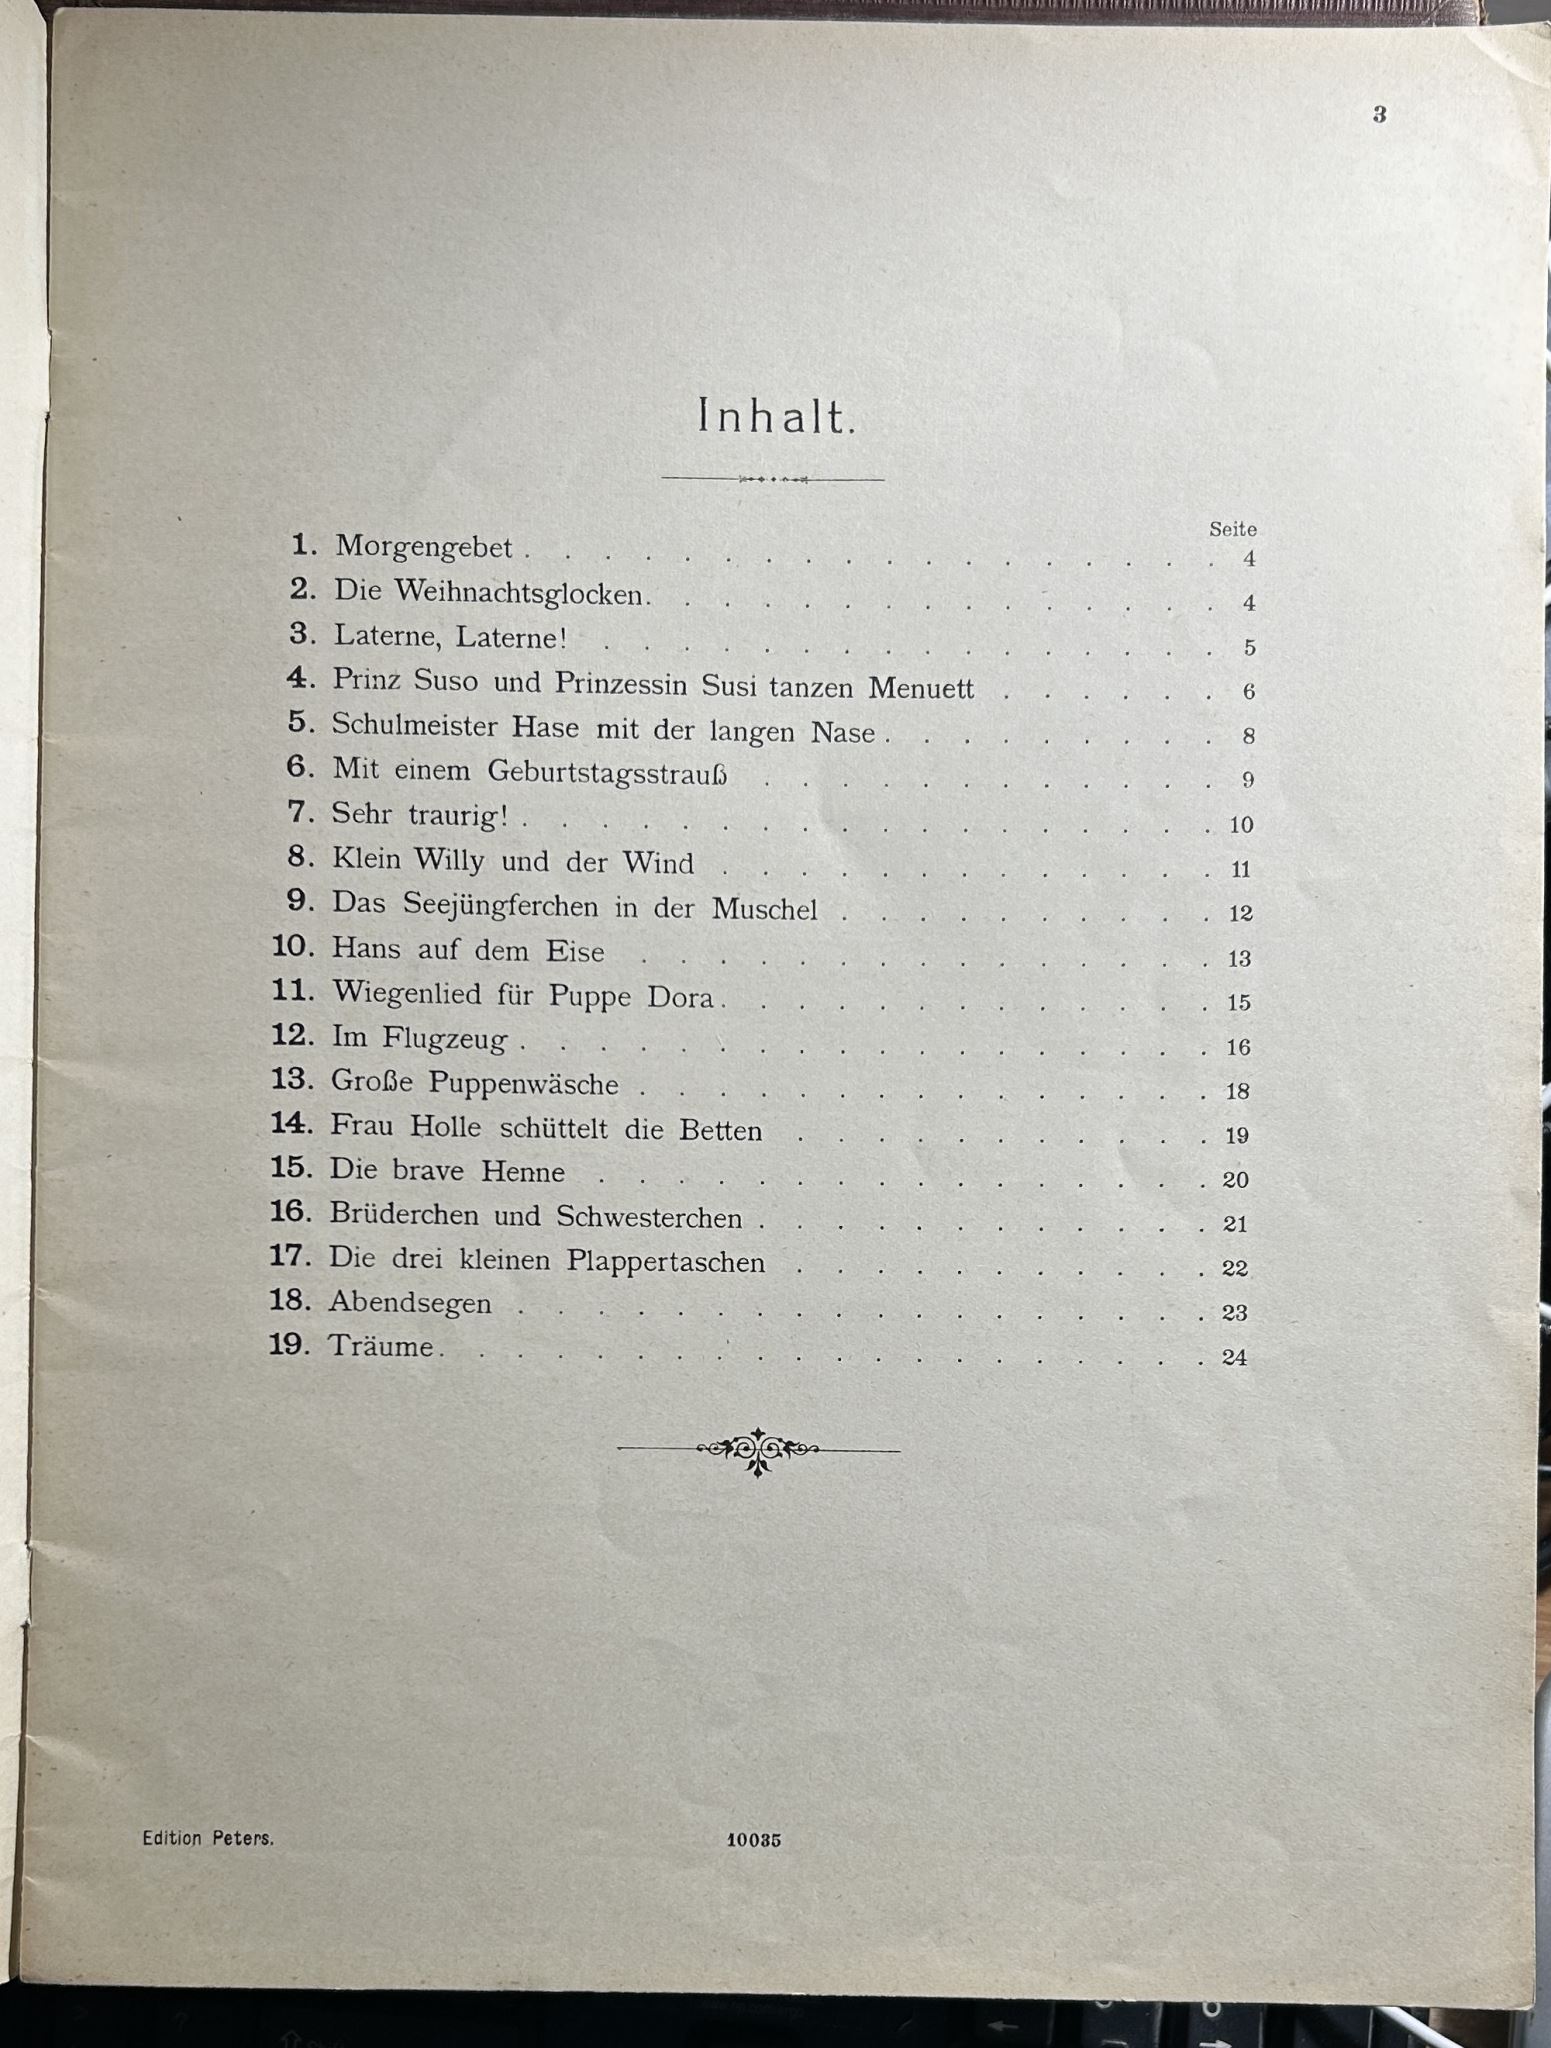 3
Inhalt.
Seite
1. Morgengebet . . . . . . . . . . . . . . . . . . 4
2. Die Weihnachtsglocken. . . . . . . . . . . . . . . . 4
3. Laterne, Laterne! . . . . . . . . . . . . . . . . 5
4. Prinz Suso und Prinzessin Susi tanzen Menuett . . . . . . 6
5. Schulmeister Hase mit der langen Nase . . . . . . . . . 8
6. Mit einem Geburtstagsstrauß . . . . . . . . . . . . 9
7. Sehr traurig! . . . . . . . . . . . . . . . . . . 10
8. Klein Willy und der Wind . . . . . . . . . . . . . 11
9. Das Seejüngferchen in der Muschel . . . . . . . . . . 12
10. Hans auf dem Eise . . . . . . . . . . . . . . . 13
11. Wiegenlied für Puppe Dora . . . . . . . . . . . . . 15
12. Im Flugzeug . . . . . . . . . . . . . . . . . . 16
13. Große Puppenwäsche . . . . . . . . . . . . . . . 18
14. Frau Holle schüttelt die Betten . . . . . . . . . . . 19
15. Die brave Henne . . . . . . . . . . . . . . . . 20
16. Brüderchen und Schwesterchen . . . . . . . . . . . . 21
17. Die drei kleinen Plappertaschen . . . . . . . . . . . 22
18. Abendsegen . . . . . . . . . . . . . . . . . . 23
19. Träume . . . . . . . . . . . . . . . . . . . . 24
Edition Peters. 10035